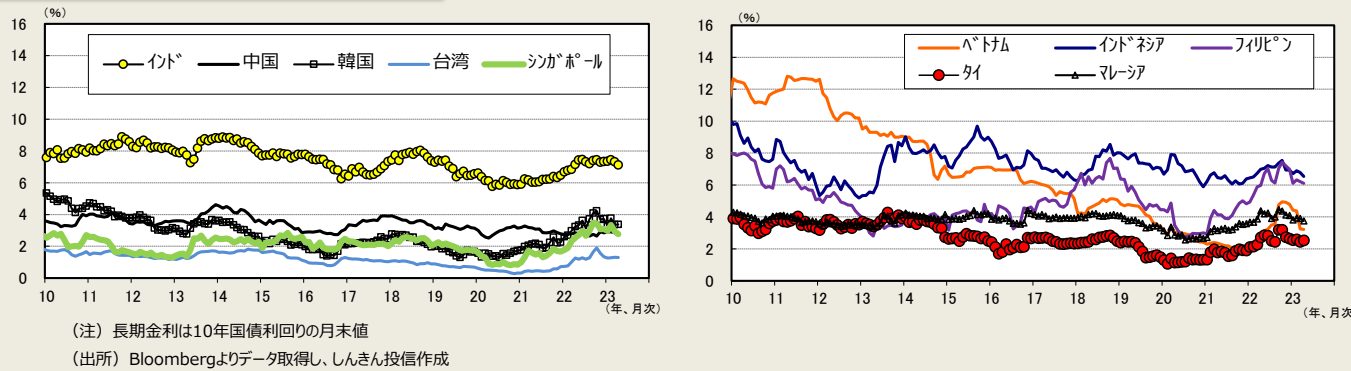 (%)
16
14
12
10
8
6
4
2
0
インド 中国 韓国 台湾 シンガポール
10 11 12 13 14 15 16 17 18 19 20 21 22 23
(年、月次)
(%)
16
14
12
10
8
6
4
2
0
ベトナム インドネシア フィリピン
タイ マレーシア
10 11 12 13 14 15 16 17 18 19 20 21 22 23
(年、月次)
（注）長期金利は10年国債利回りの月末値
（出所）Bloombergよりデータ取得し、しんきん投信作成